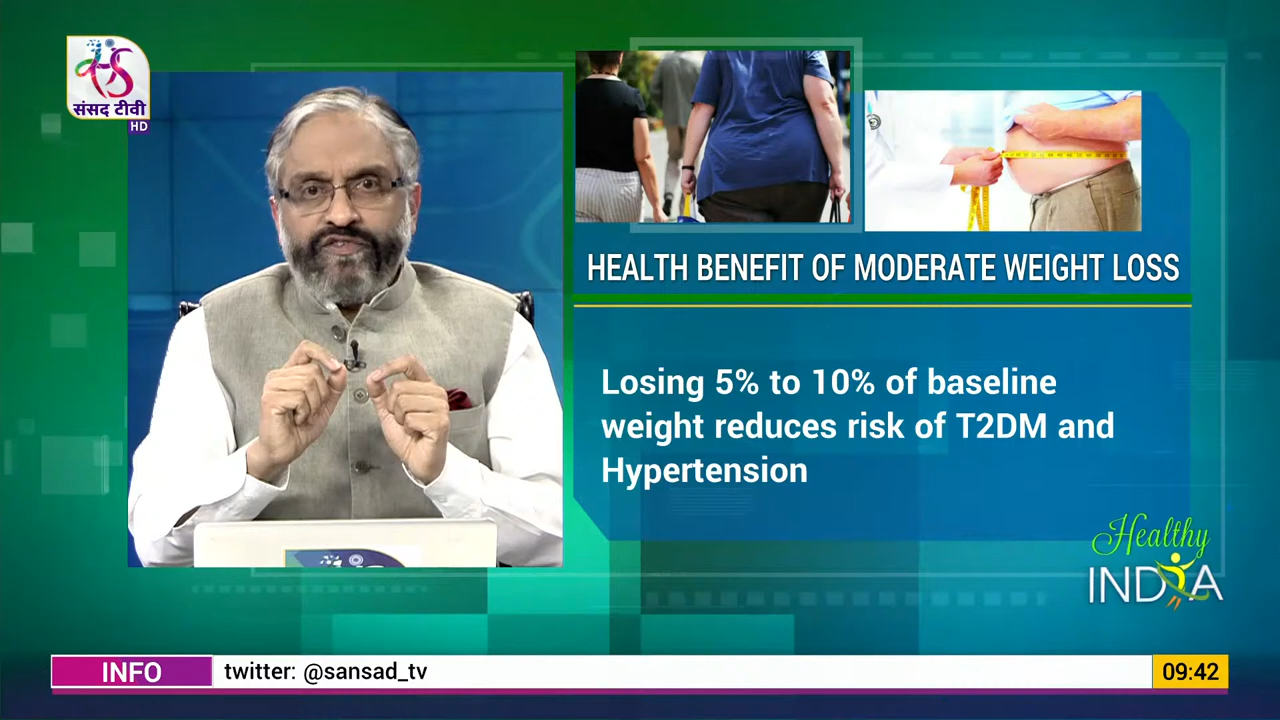 संसद टीवी
HD
HEALTH BENEFIT OF MODERATE WEIGHT LOSS
Losing 5% to 10% of baseline
weight reduces risk of T2DM and
Hypertension
Healthy
INDIA
INFO
twitter: @sansad_tv
09:42